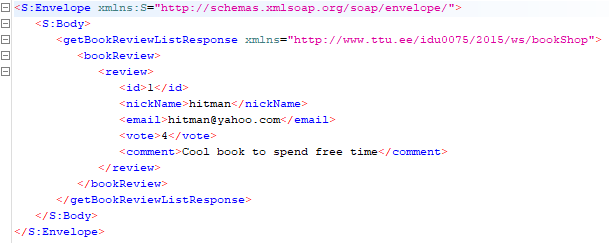 <S:Envelope xmlns:S="http://schemas.xmlsoap.org/soap/envelope/">
<S:Body>
<getBookReviewListResponse xmlns="http://www.ttu.ee/idu0075/2015/ws/bookShop">
<bookReview>
<review>
<id>1</id>
<nickName>hitman</nickName>
<email>hitman@yahoo.com</email>
<vote>4</vote>
<comment>Cool book to spend free time</comment>
</review>
</bookReview>
</getBookReviewListResponse>
</S:Body>
</S:Envelope>